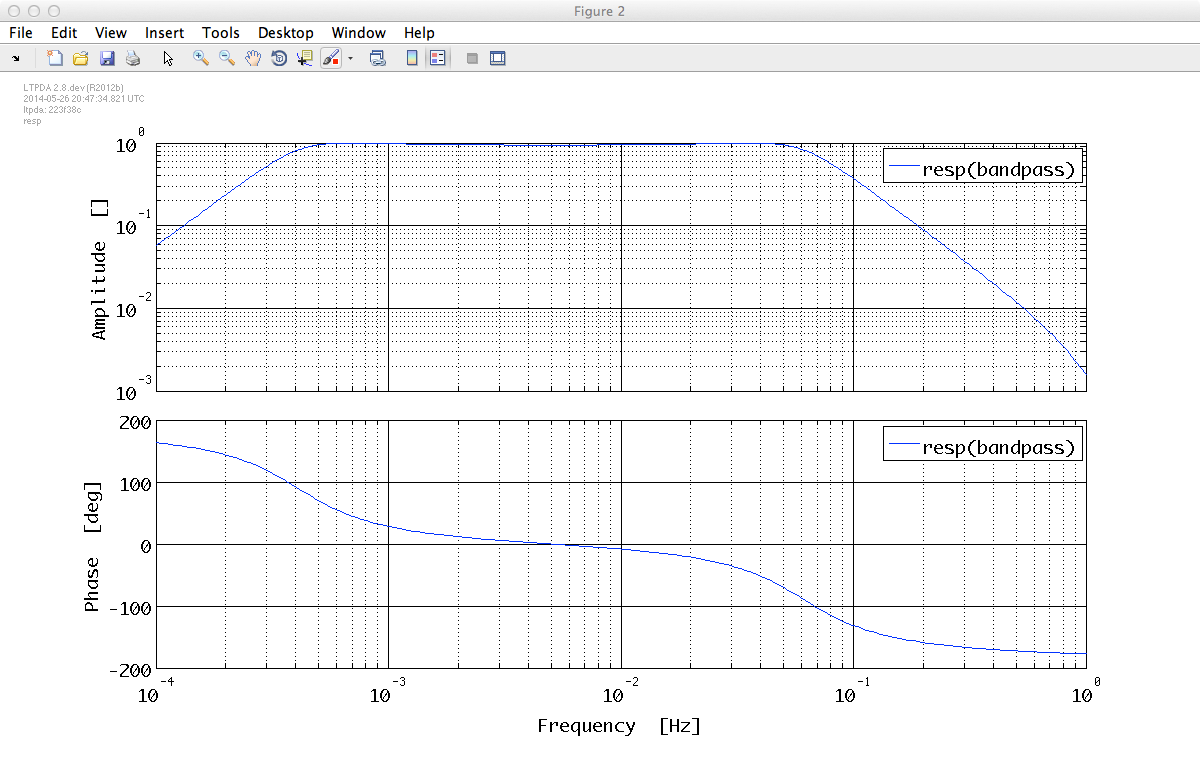 Figure 2
File Edit View Insert Tools Desktop Window Help
LTPDA 2.8.dev (R2012b)
2014-05-26 20:47:34.821 UTC
ltpda: 223f38c
resp
10^0
10^-1
10^-2
10^-3
Amplitude []
resp(bandpass)
200
100
0
-100
-200
Phase [deg]
resp(bandpass)
10^-4 10^-3 10^-2 10^-1 10^0
Frequency [Hz]